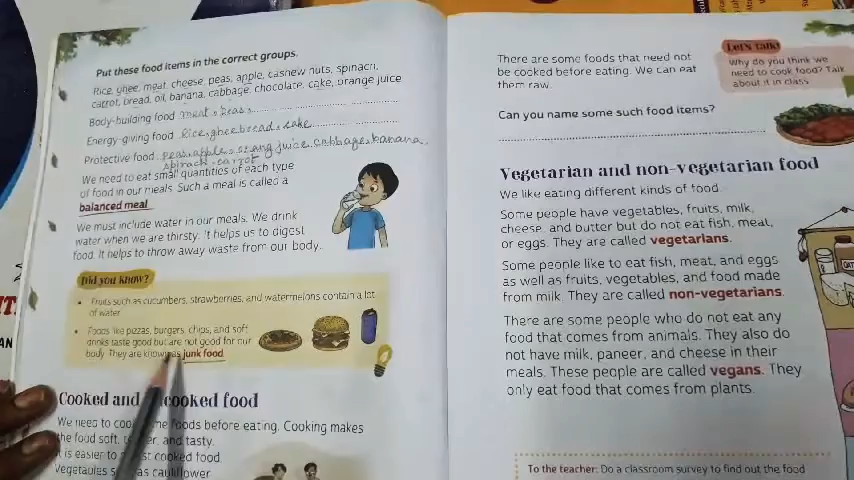 Put these food items in the correct groups.
Rice, ghee, meat, cheese, peas, apple, cashew nuts, spinach,
carrot, bread, oil, banana, cabbage, chocolate, cake, orange juice
Body-building food meat, peas,
Energy-giving food Rice, ghee bread, cake
Protective food peas, apple, juice, cabbage, banana
spinach, carrot
We need to eat small quantities of each type
of food in our meals. Such a meal is called a
balanced meal
We must include water in our meals. We drink
water when we are thirsty. It helps us to digest
food. It helps to throw away waste from our body.
Did you know?
• Fruits such as cucumbers, strawberries, and watermelons contain a lot
of water
• Foods like pizzas, burgers, chips, and soft
drinks taste good but are not good for our
body. They are known as junk food
Cooked and cooked food
We need to foods before eating. Cooking makes
the food soft, and tasty.
cooked food
Vegetables as cauliflower
There are some foods that need not
be cooked before eating. We can eat
them raw.
Let's talk!
Why do you think we
need to cook food? Talk
about it in class
Can you name some such food items?
Vegetarian and non-vegetarian food
We like eating different kinds of food.
Some people have vegetables, fruits, milk,
cheese, and butter but do not eat fish, meat,
or eggs. They are called vegetarians.
Some people like to eat fish, meat, and eggs
as well as fruits, vegetables, and food made
from milk. They are called non-vegetarians.
There are some people who do not eat any
food that comes from animals. They also do
not have milk, paneer, and cheese in their
meals. These people are called vegans. They
only eat food that comes from plants.
To the teacher: Do a classroom survey to find out the food